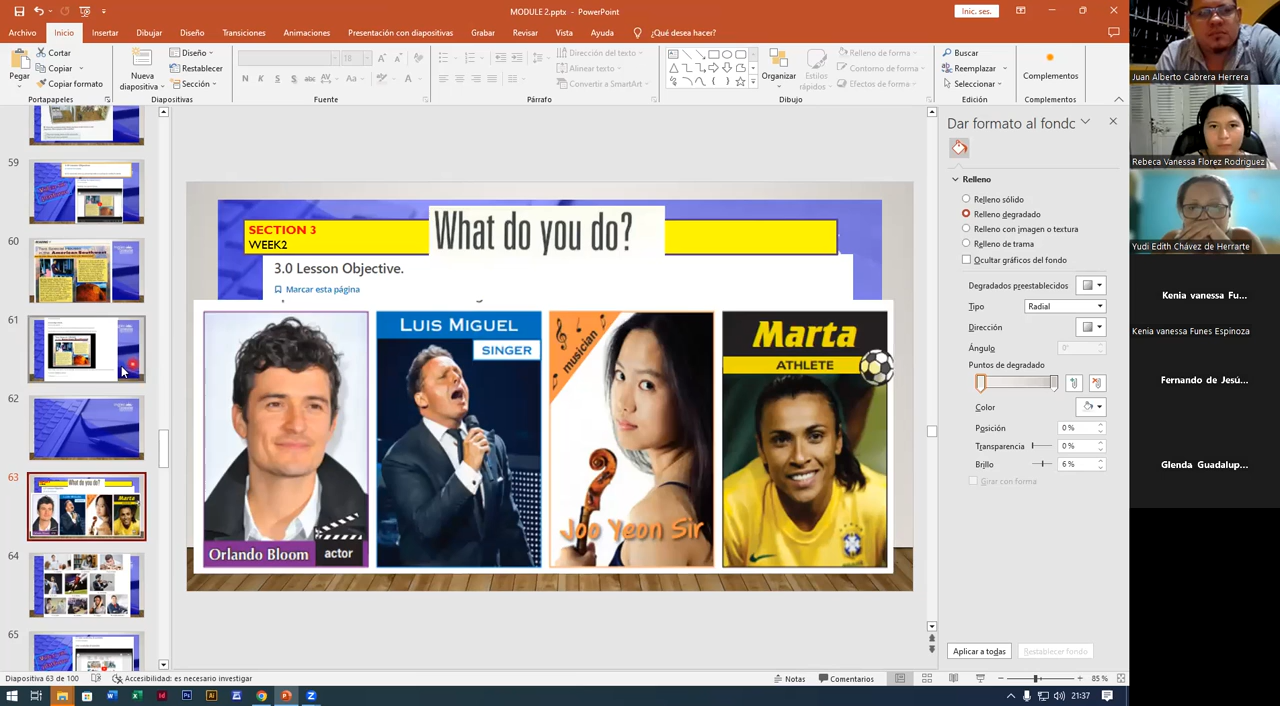 MODULE 2.pptx – PowerPoint
Inic. ses.
Archivo
Inicio
Insertar
Dibujar
Diseño
Transiciones
Animaciones
Presentación con diapositivas
Grabar
Revisar
Vista
Ayuda
¿Qué desea hacer?
Pegar
Cortar
Copiar
Copiar formato
Portapapeles
Nueva diapositiva
Diseño
Restablecer
Sección
Diapositivas
18
N K S S
Aa
Fuente
Dirección del texto
Alinear texto
Convertir a SmartArt
Párrafo
Organizar
Estilos rápidos
Relleno de forma
Contorno de forma
Efectos de forma
Dibujo
Buscar
Reemplazar
Seleccionar
Edición
Complementos
Complementos
59
60
61
62
63
64
65
SECTION 3
WEEK2
What do you do?
3.0 Lesson Objective.
Marcar esta página
Orlando Bloom
actor
LUIS MIGUEL
SINGER
musician
Joo Yeon Sir
Marta
ATHLETE
Dar formato al fondo
Relleno
Relleno sólido
Relleno degradado
Relleno con imagen o textura
Relleno de trama
Ocultar gráficos del fondo
Degradados preestablecidos
Tipo
Radial
Dirección
Ángulo
0°
Puntos de degradado
Color
Posición
0 %
Transparencia
0 %
Brillo
6 %
Girar con forma
Aplicar a todas
Restablecer fondo
Juan Alberto Cabrera Herrera
Rebeca Vanessa Florez Rodriguez
Yudi Edith Chávez de Herrarte
Kenia vanessa Fu...
Kenia vanessa Funes Espinoza
Fernando de Jesú...
Glenda Guadalup...
Diapositiva 63 de 100
Accesibilidad: es necesario investigar
Notas
Comentarios
85 %
21:37